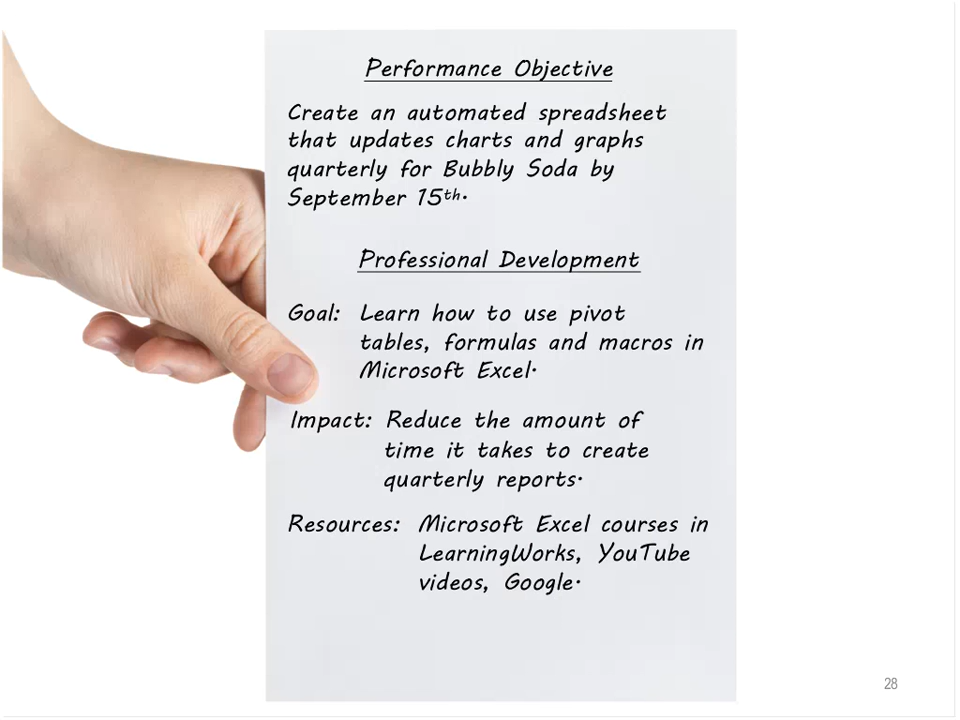 Performance Objective
Create an automated spreadsheet
that updates charts and graphs
quarterly for Bubbly Soda by
September 15th.
Professional Development
Goal: Learn how to use pivot
tables, formulas and macros in
Microsoft Excel.
Impact: Reduce the amount of
time it takes to create
quarterly reports.
Resources: Microsoft Excel courses in
LearningWorks, YouTube
videos, Google.
28